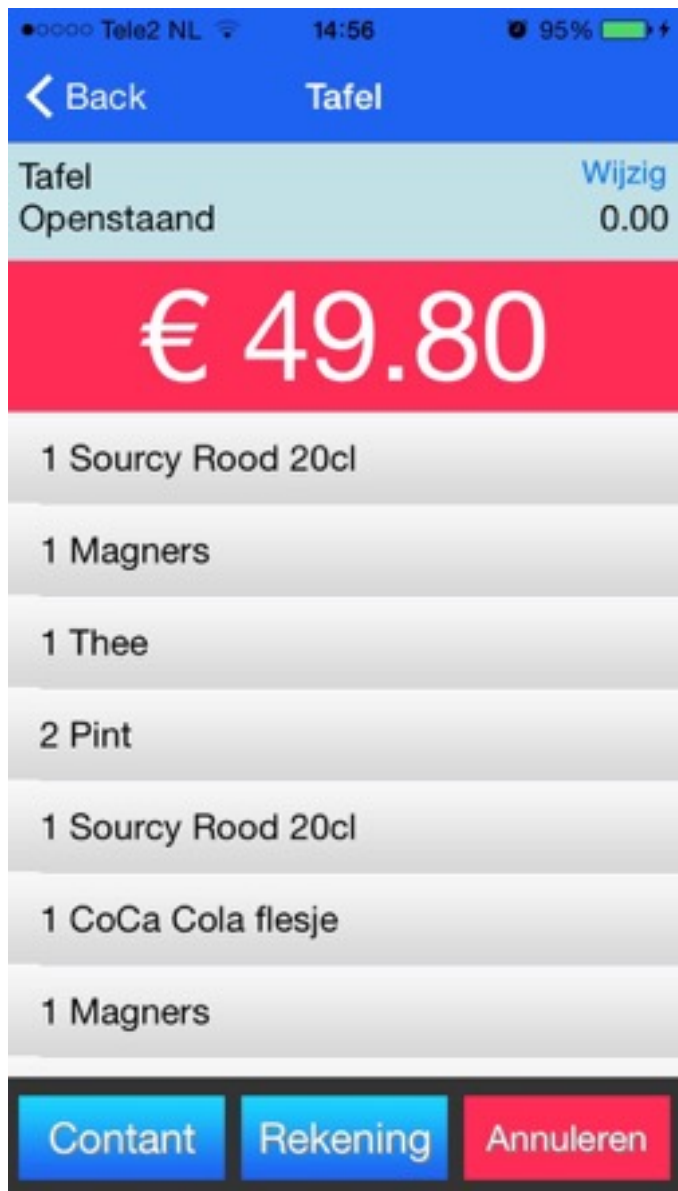 Tele2 NL 14:56 95%
Back Tafel
Tafel Wijzig
Openstaand 0.00
€ 49.80
1 Sourcy Rood 20cl
1 Magners
1 Thee
2 Pint
1 Sourcy Rood 20cl
1 CoCa Cola flesje
1 Magners
Contant Rekening Annuleren